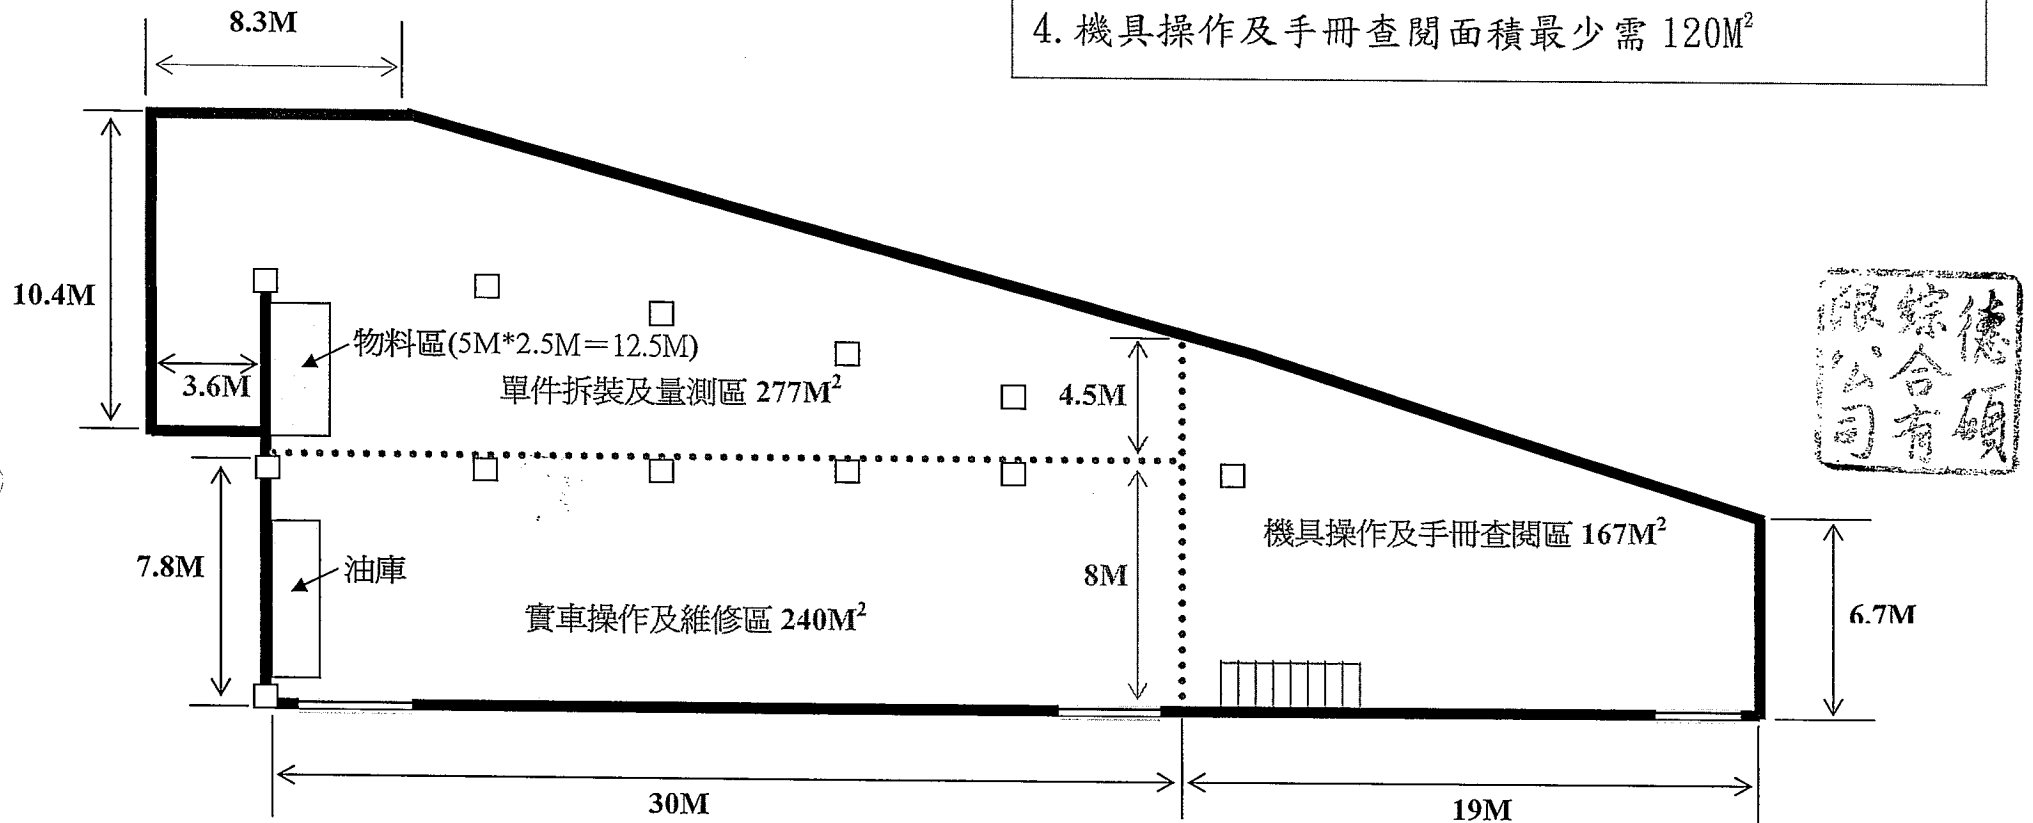 8.3M
4.機具操作及手冊查閱面積最少需 120M²
10.4M
3.6M
物料區(5M*2.5M＝12.5M)
單件拆裝及量測區 277M²
4.5M
德碩
綜合有
限公司
機具操作及手冊查閱區 167M²
7.8M
油庫
8M
實車操作及維修區 240M²
6.7M
30M
19M